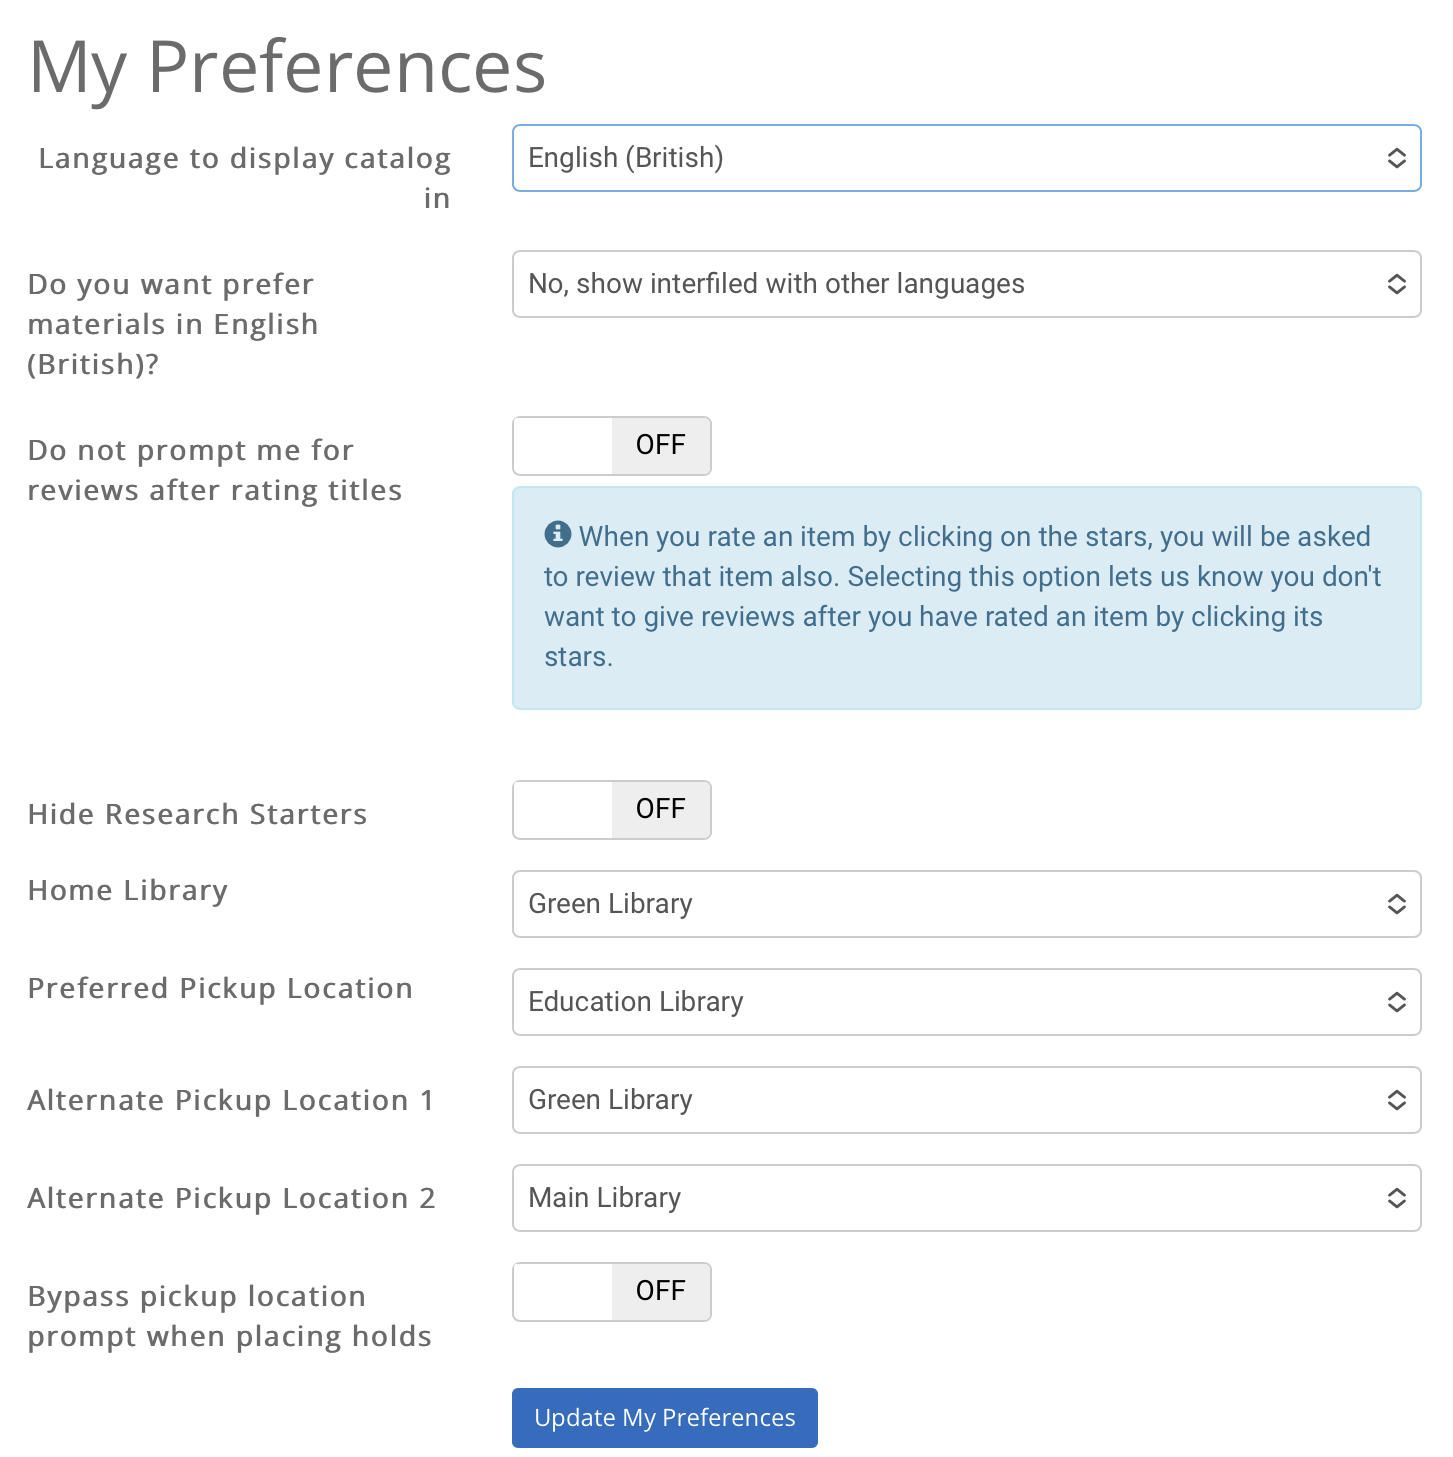 My Preferences
Language to display catalog
in
English (British)
Do you want prefer
materials in English
(British)?
No, show interfiled with other languages
Do not prompt me for
reviews after rating titles
OFF
When you rate an item by clicking on the stars, you will be asked
to review that item also. Selecting this option lets us know you don't
want to give reviews after you have rated an item by clicking its
stars.
Hide Research Starters
OFF
Home Library
Green Library
Preferred Pickup Location
Education Library
Alternate Pickup Location 1
Green Library
Alternate Pickup Location 2
Main Library
Bypass pickup location
prompt when placing holds
OFF
Update My Preferences